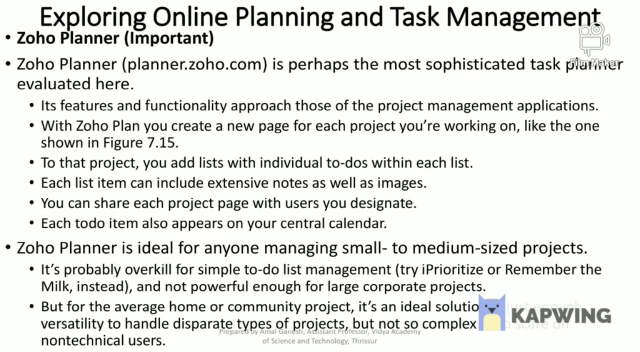 Exploring Online Planning and Task Management
• Zoho Planner (Important)
• Zoho Planner (planner.zoho.com) is perhaps the most sophisticated task planner
evaluated here.
• Its features and functionality approach those of the project management applications.
• With Zoho Plan you create a new page for each project you're working on, like the one
shown in Figure 7.15.
• To that project, you add lists with individual to-dos within each list.
• Each list item can include extensive notes as well as images.
• You can share each project page with users you designate.
• Each todo item also appears on your central calendar.
• Zoho Planner is ideal for anyone managing small- to medium-sized projects.
• It's probably overkill for simple to-do list management (try iPrioritize or Remember the
Milk, instead), and not powerful enough for large corporate projects.
• But for the average home or community project, it's an ideal solution
versatility to handle disparate types of projects, but not so complex
nontechnical users.
Prepared by Amal Ganesh, Assistant Professor, Vidya Academy
of Science and Technology, Thrissur
KAPWING